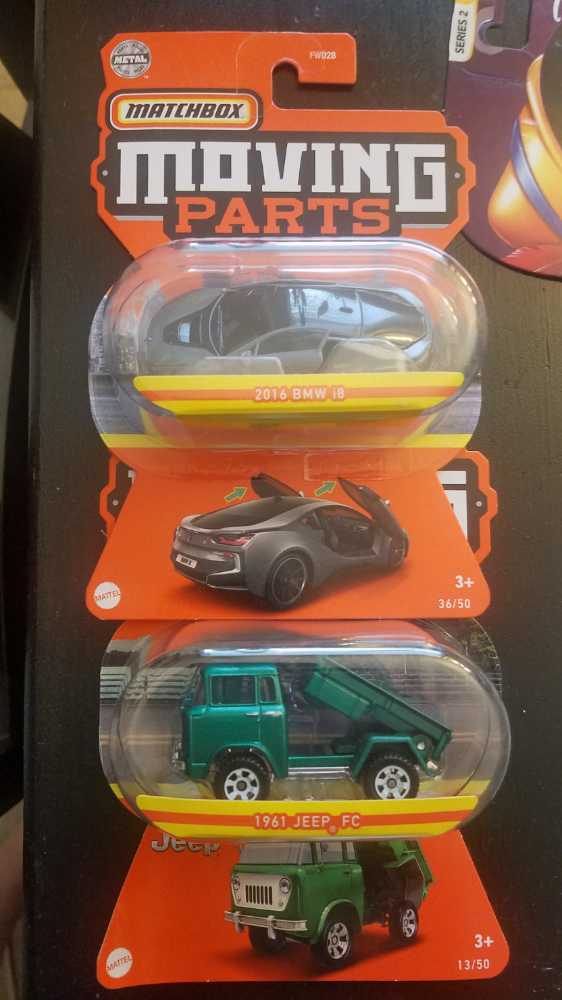 SERIES 2
METAL
FWD28
MATCHBOX
MOVING
PARTS
2016 BMW i8
MATTEL
3+
36/50
1961 JEEP® FC
Jeep
MATTEL
3+
13/50